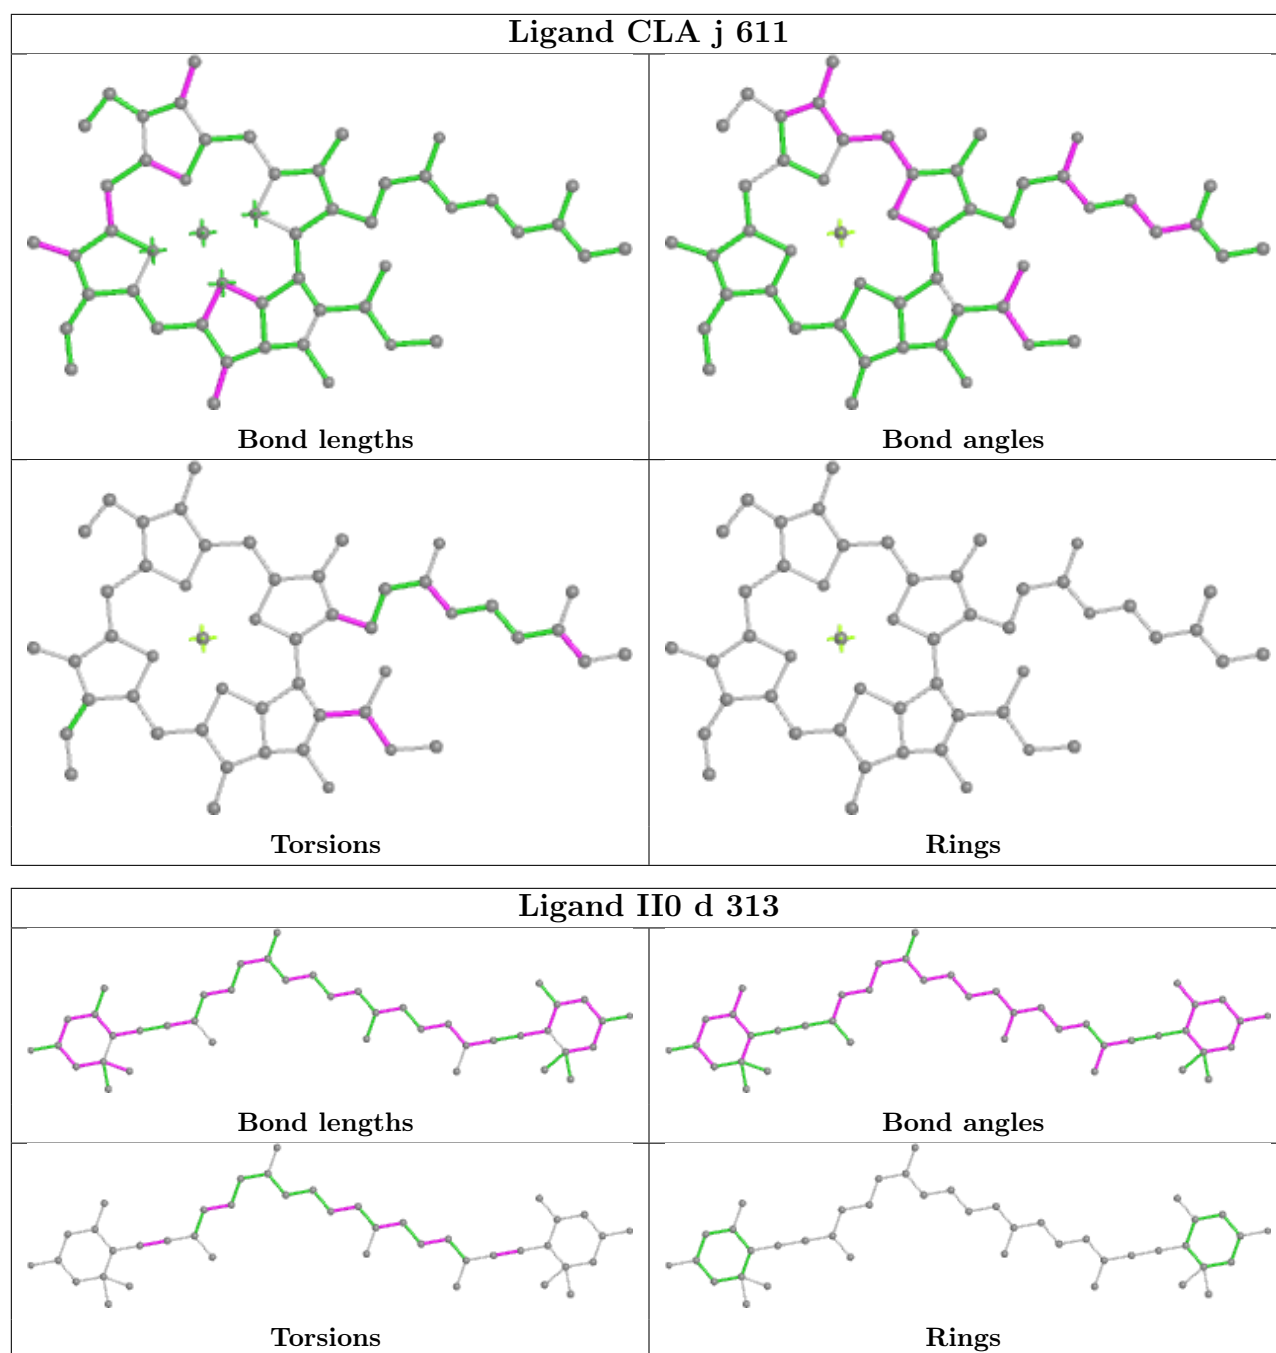 Ligand CLA j 611
Bond lengths
Bond angles
Torsions
Rings
Ligand II0 d 313
Bond lengths
Bond angles
Torsions
Rings